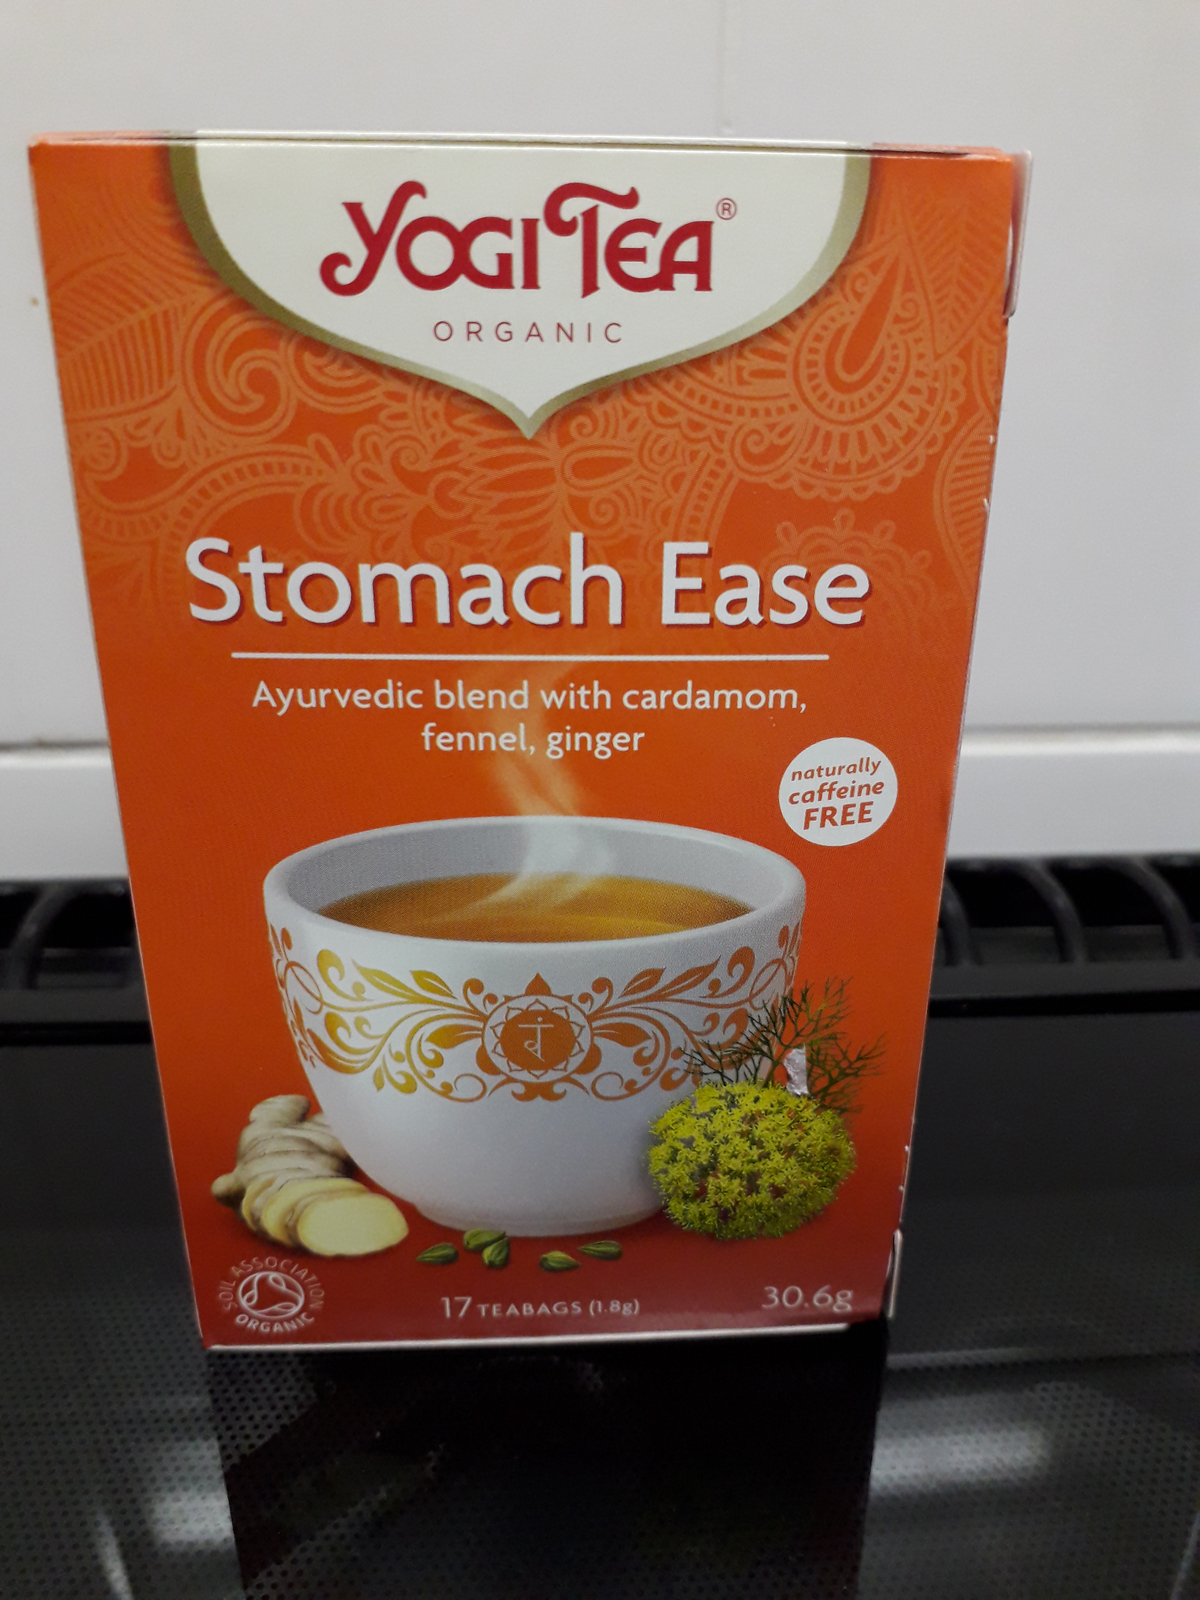 YOGI TEA®
ORGANIC
Stomach Ease
Ayurvedic blend with cardamom,
fennel, ginger
naturally
caffeine
FREE
SOIL ASSOCIATION
ORGANIC
17 TEABAGS (1.8g)
30.6g